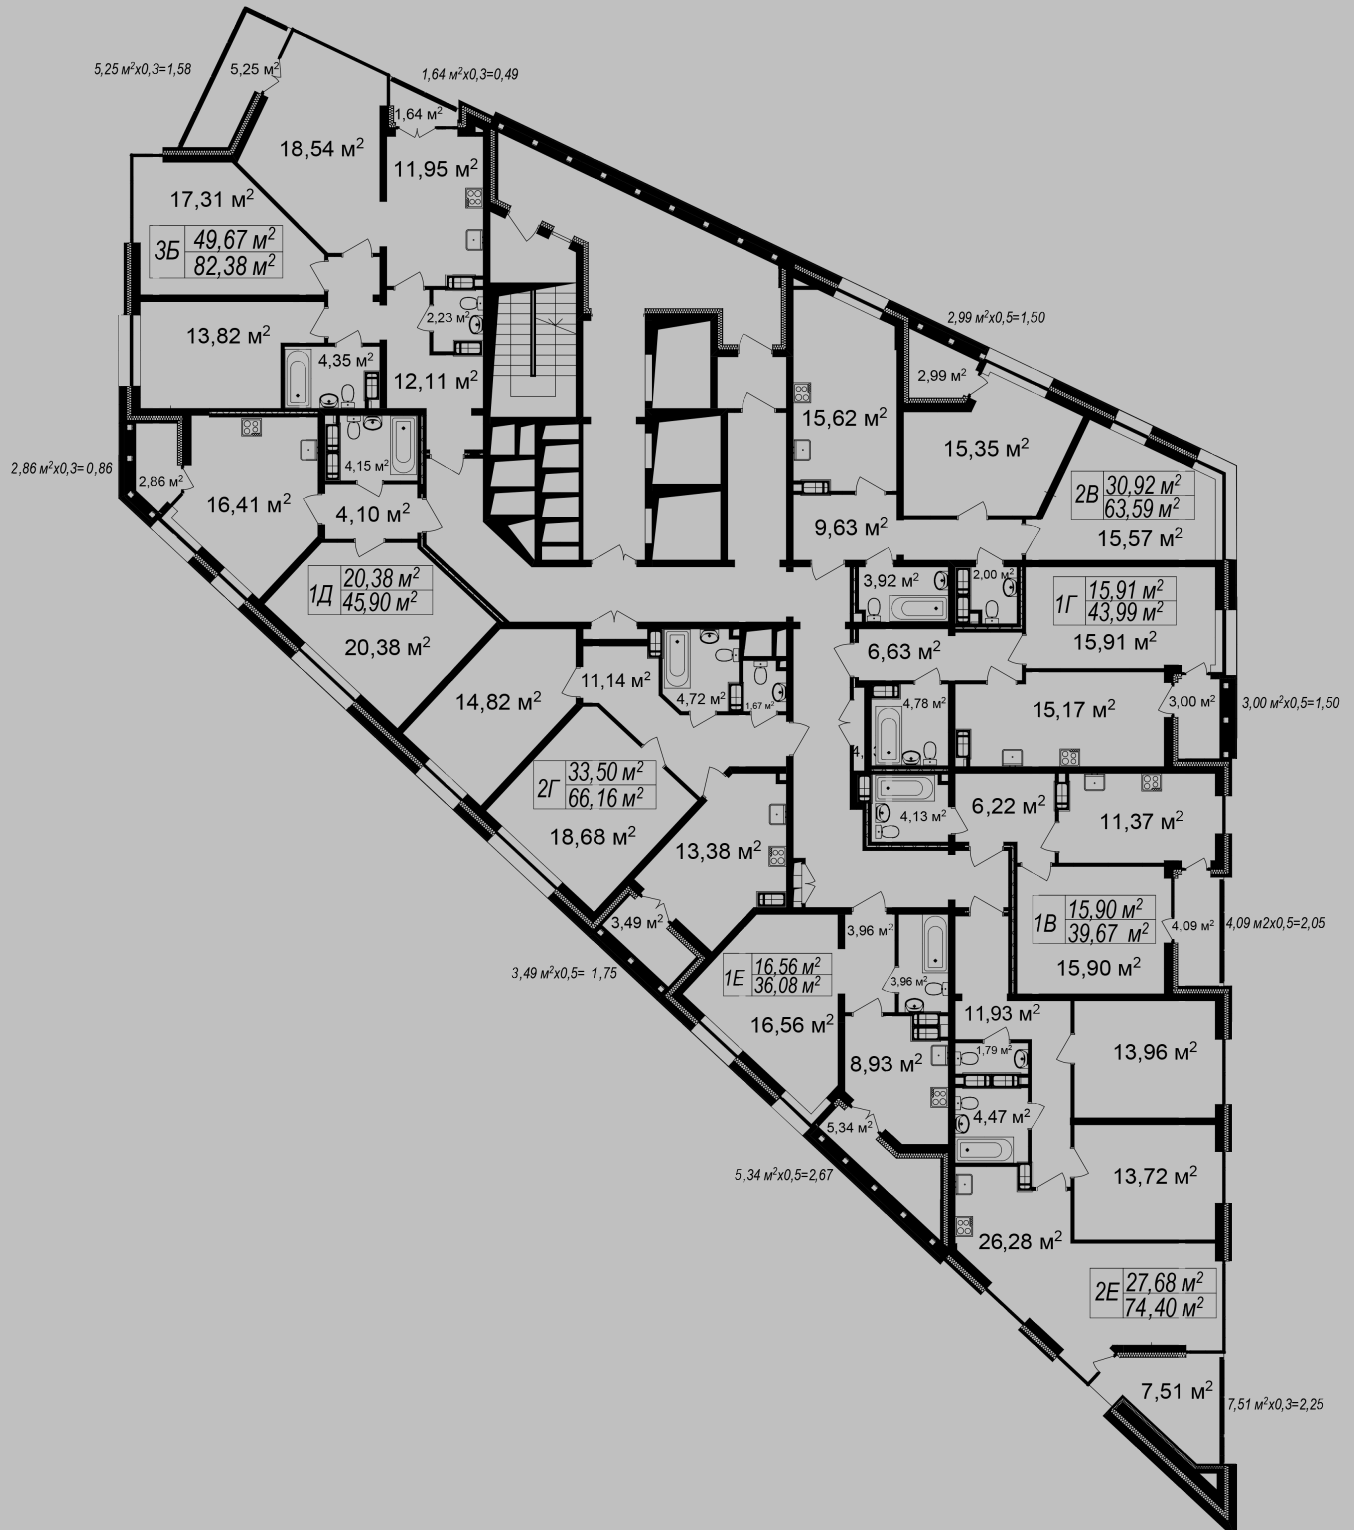 5,25 м²х0,3=1,58
5,25 м²
1,64 м²х0,3=0,49
1,64 м²
18,54 м²
11,95 м²
17,31 м²
3Б
49,67 м²
82,38 м²
13,82 м²
2,23 м²
4,35 м²
12,11 м²
2,99 м²х0,5=1,50
2,99 м²
15,62 м²
15,35 м²
2,86 м²х0,3= 0,86
2,86 м²
4,15 м²
16,41 м²
4,10 м²
2В
30,92 м²
63,59 м²
15,57 м²
9,63 м²
3,92 м²
2,00 м²
1Д
20,38 м²
45,90 м²
20,38 м²
1Г
15,91 м²
43,99 м²
15,91 м²
6,63 м²
14,82 м²
11,14 м²
4,72 м²
1,67 м²
4,78 м²
15,17 м²
3,00 м²
3,00 м²х0,5=1,50
4,
2Г
33,50 м²
66,16 м²
18,68 м²
13,38 м²
4,13 м²
6,22 м²
11,37 м²
3,49 м²
3,49 м²х0,5= 1,75
1В
15,90 м²
39,67 м²
15,90 м²
4.09 м²
4,09 м2х0,5=2,05
3,96 м²
3,96 м²
1Е
16,56 м²
36,08 м²
16,56 м²
8,93 м²
11,93 м²
1,79 м²
13,96 м²
4,47 м²
5,34 м²
5,34 м²х0,5=2,67
13,72 м²
26,28 м²
2Е
27,68 м²
74,40 м²
7,51 м²
7,51 м²х0,3=2,25